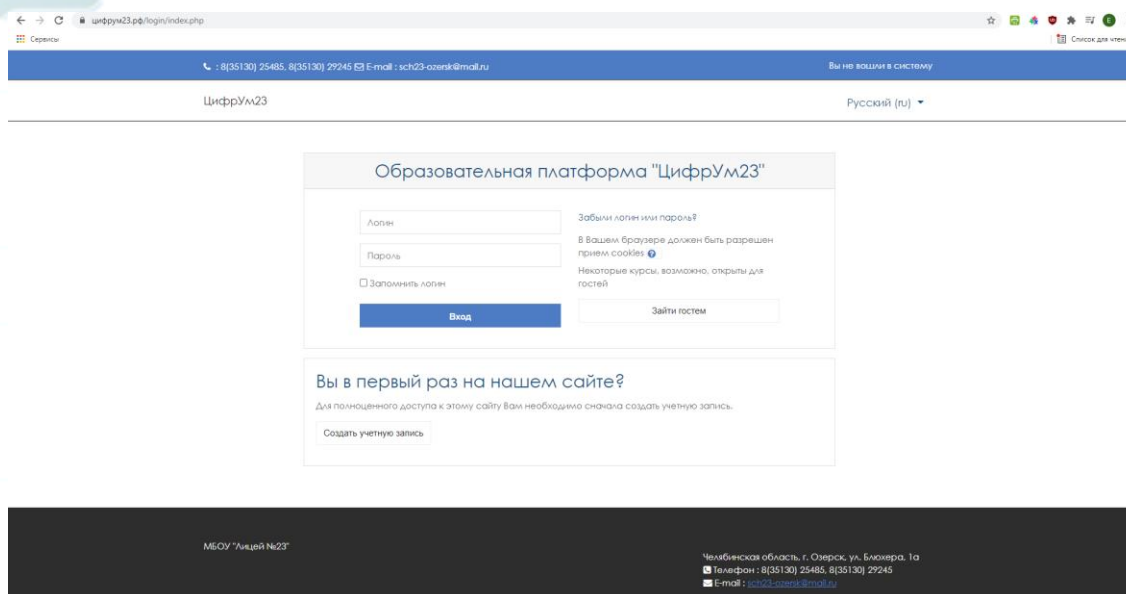 цифрум23.рф/login/index.php
Сервисы
Список для чтен
: 8(35130) 25485, 8(35130) 29245 E-mail : sch23-ozersk@mail.ru
Вы не вошли в систему
ЦифрУм23
Русский (ru)
Образовательная платформа "ЦифрУм23"
Логин
Пароль
Запомнить логин
Вход
Забыли логин или пароль?
В Вашем браузере должен быть разрешен
прием cookies
Некоторые курсы, возможно, открыты для
гостей
Зайти гостем
Вы в первый раз на нашем сайте?
Для полноценного доступа к этому сайту Вам необходимо сначала создать учетную запись.
Создать учетную запись
МБОУ "Лицей №23"
Челябинская область, г. Озерск, ул. Блюхера, 1а
Телефон : 8(35130) 25485, 8(35130) 29245
E-mail : sch23-ozersk@mail.ru